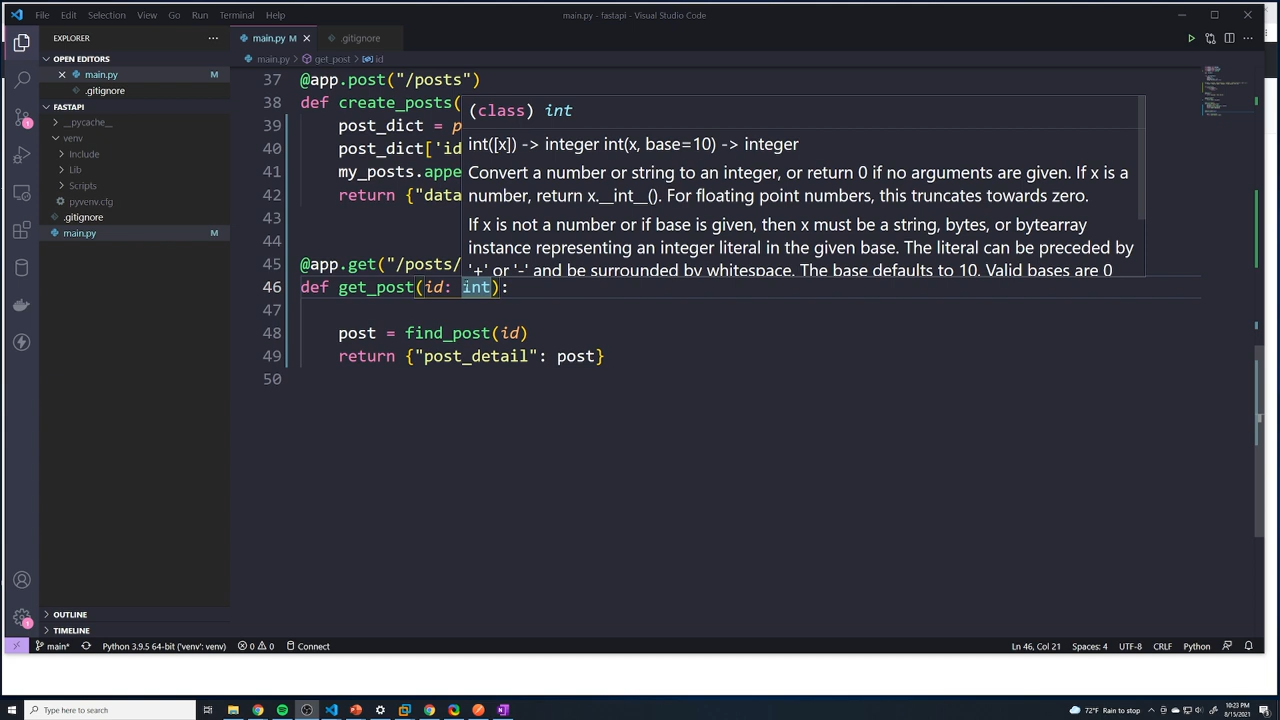 File Edit Selection View Go Run Terminal Help
main.py - fastapi - Visual Studio Code
EXPLORER
OPEN EDITORS
main.py M
.gitignore
FASTAPI
__pycache__
venv
Include
Lib
Scripts
pyvenv.cfg
.gitignore
main.py M
OUTLINE
TIMELINE
main.py M
.gitignore
main.py > get_post > id
37 @app.post("/posts")
38 def create_posts(
39 post_dict = p
40 post_dict['id
41 my_posts.appe
42 return {"data
43
44
45 @app.get("/posts/
46 def get_post(id: int):
47
48 post = find_post(id)
49 return {"post_detail": post}
50
(class) int
int([x]) -> integer int(x, base=10) -> integer
Convert a number or string to an integer, or return 0 if no arguments are given. If x is a
number, return x.__int__(). For floating point numbers, this truncates towards zero.
If x is not a number or if base is given, then x must be a string, bytes, or bytearray
instance representing an integer literal in the given base. The literal can be preceded by
'+' or '-' and be surrounded by whitespace. The base defaults to 10. Valid bases are 0
1
1
main* Python 3.9.5 64-bit ('venv': venv) 0 0 Connect
Ln 46, Col 21 Spaces: 4 UTF-8 CRLF Python
Type here to search
72°F Rain to stop
10:23 PM
8/15/2021